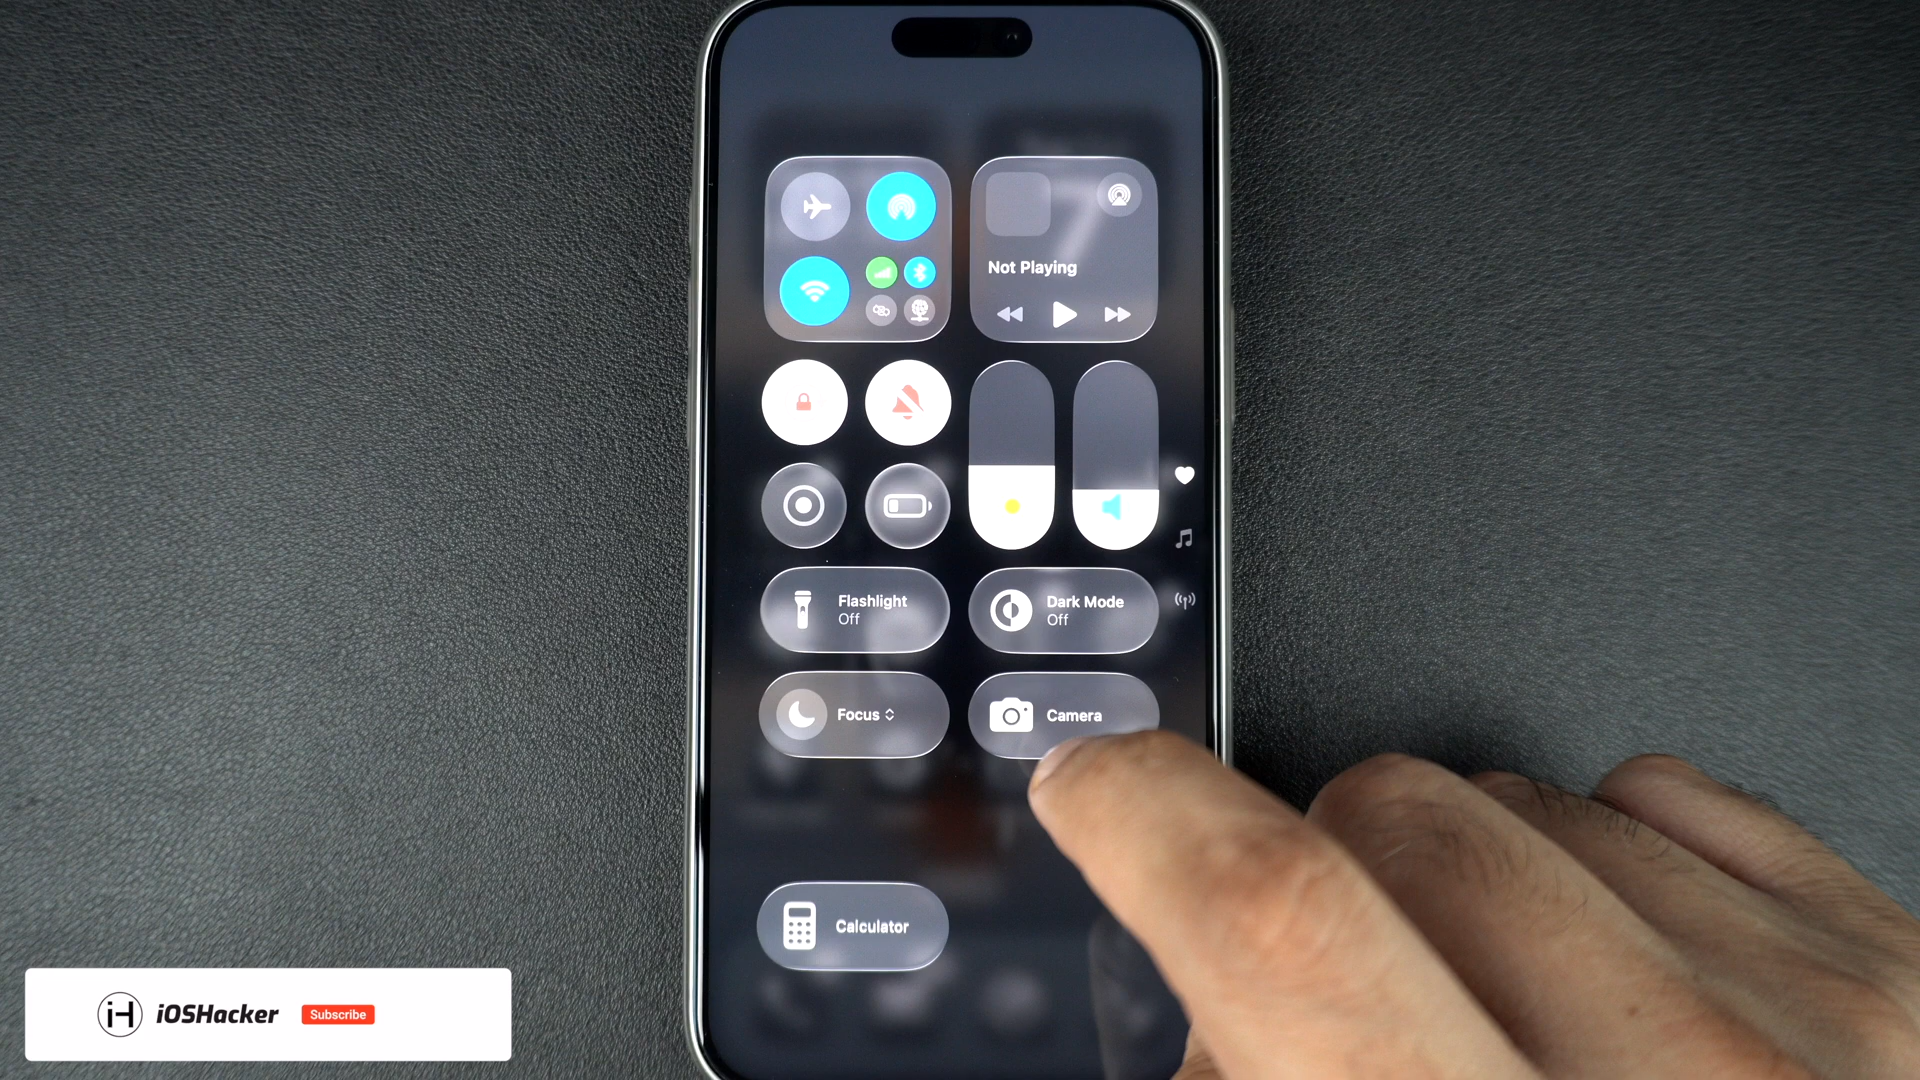 Not Playing
Flashlight
Off
Dark Mode
Off
Focus
Camera
Calculator
iOSHacker
Subscribe